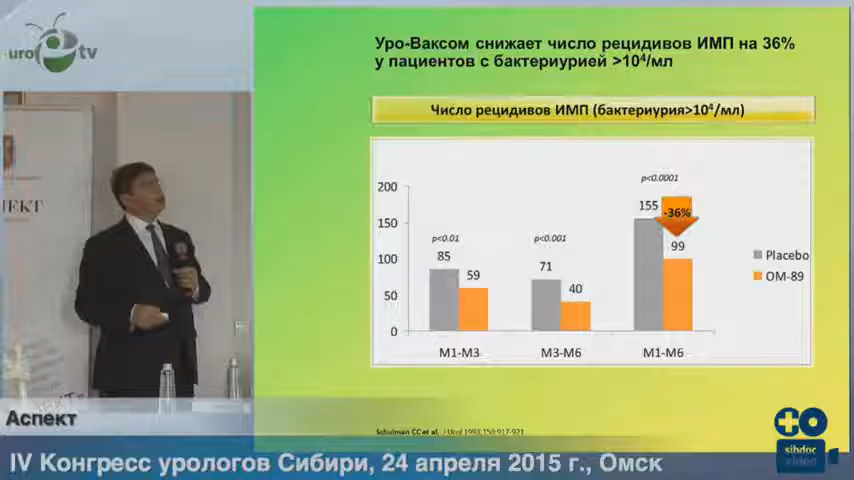 uro tv
Уро-Ваксом снижает число рецидивов ИМП на 36%
у пациентов с бактериурией >10⁴/мл
Число рецидивов ИМП (бактериурия>10⁴/мл)
200
150
100
50
0
p<0.01
85
59
p<0.001
71
40
p<0.0001
155
-36%
99
M1-M3
M3-M6
M1-M6
Placebo
OM-89
ЕКТ
Schulman CC et al. J Urol 1993;150:917-921
Аспект
IV Конгресс урологов Сибири, 24 апреля 2015 г., Омск
sibdoc
video